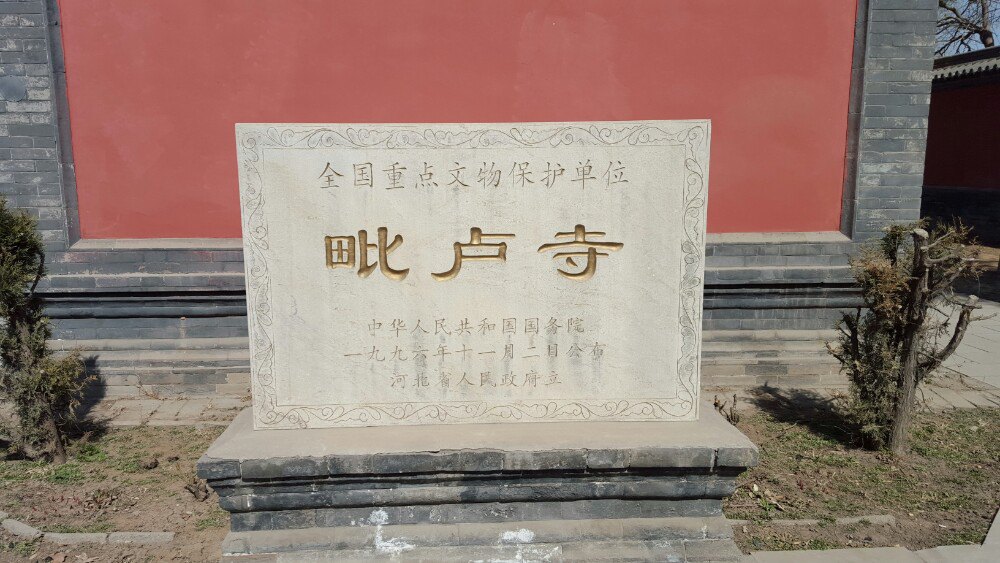 全国重点文物保护单位
毗卢寺
中华人民共和国国务院
一九九六年十一月二日公布
河北省人民政府立